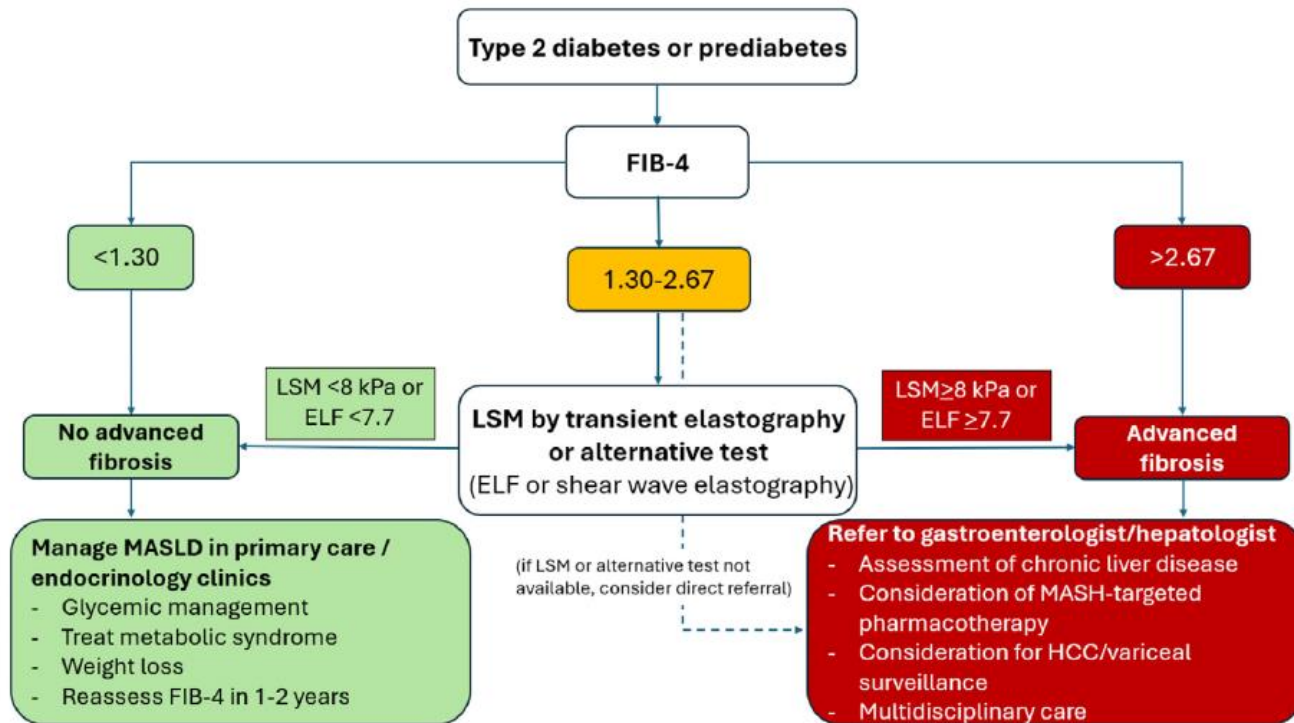 Type 2 diabetes or prediabetes
FIB-4
<1.30
1.30-2.67
>2.67
LSM <8 kPa or
ELF <7.7
LSM by transient elastography
or alternative test
(ELF or shear wave elastography)
LSM≥8 kPa or
ELF ≥7.7
No advanced
fibrosis
Advanced
fibrosis
Manage MASLD in primary care /
endocrinology clinics
- Glycemic management
- Treat metabolic syndrome
- Weight loss
- Reassess FIB-4 in 1-2 years
(if LSM or alternative test not
available, consider direct referral)
Refer to gastroenterologist/hepatologist
- Assessment of chronic liver disease
- Consideration of MASH-targeted
pharmacotherapy
- Consideration for HCC/variceal
surveillance
- Multidisciplinary care